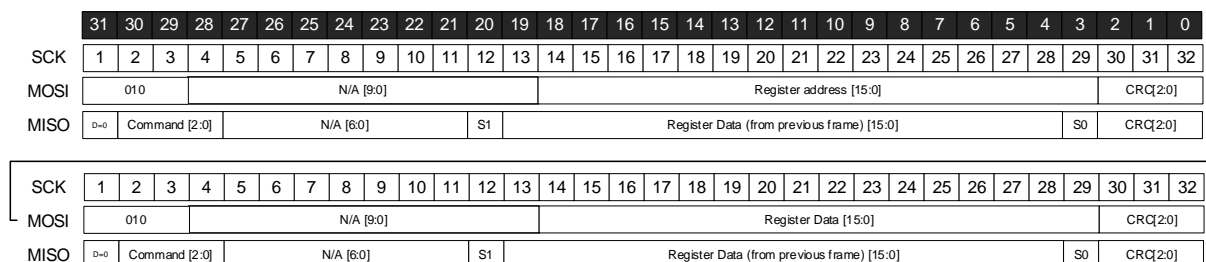 31 30 29 28 27 26 25 24 23 22 21 20 19 18 17 16 15 14 13 12 11 10 9 8 7 6 5 4 3 2 1 0
SCK 1 2 3 4 5 6 7 8 9 10 11 12 13 14 15 16 17 18 19 20 21 22 23 24 25 26 27 28 29 30 31 32
MOSI 010 N/A [9:0] Register address [15:0] CRC[2:0]
MISO D=0 Command [2:0] N/A [6:0] S1 Register Data (from previous frame) [15:0] S0 CRC[2:0]
SCK 1 2 3 4 5 6 7 8 9 10 11 12 13 14 15 16 17 18 19 20 21 22 23 24 25 26 27 28 29 30 31 32
MOSI 010 N/A [9:0] Register Data [15:0] CRC[2:0]
MISO D=0 Command [2:0] N/A [6:0] S1 Register Data (from previous frame) [15:0] S0 CRC[2:0]